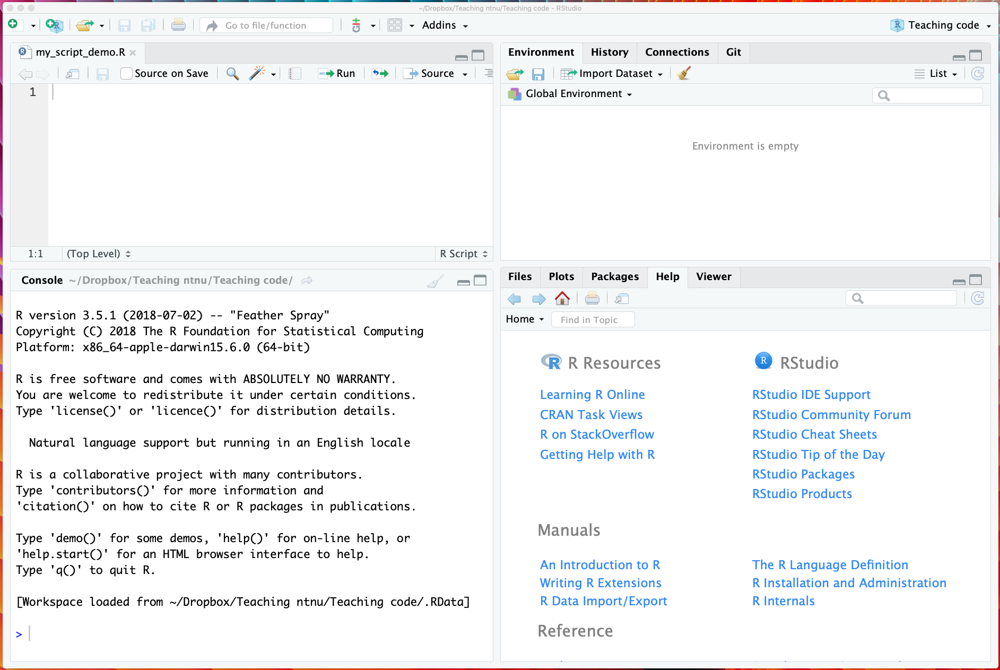 ~/Dropbox/Teaching ntnu/Teaching code - RStudio
Go to file/function
Addins
Teaching code
my_script_demo.R
Source on Save
Run
Source
1
1:1
(Top Level)
R Script
Environment
History
Connections
Git
Import Dataset
List
Global Environment
Environment is empty
Console ~/Dropbox/Teaching ntnu/Teaching code/
R version 3.5.1 (2018-07-02) -- "Feather Spray"
Copyright (C) 2018 The R Foundation for Statistical Computing
Platform: x86_64-apple-darwin15.6.0 (64-bit)
R is free software and comes with ABSOLUTELY NO WARRANTY.
You are welcome to redistribute it under certain conditions.
Type 'license()' or 'licence()' for distribution details.
Natural language support but running in an English locale
R is a collaborative project with many contributors.
Type 'contributors()' for more information and
'citation()' on how to cite R or R packages in publications.
Type 'demo()' for some demos, 'help()' for on-line help, or
'help.start()' for an HTML browser interface to help.
Type 'q()' to quit R.
[Workspace loaded from ~/Dropbox/Teaching ntnu/Teaching code/.RData]
>
Files
Plots
Packages
Help
Viewer
Home
Find in Topic
R Resources
Learning R Online
CRAN Task Views
R on StackOverflow
Getting Help with R
RStudio
RStudio IDE Support
RStudio Community Forum
RStudio Cheat Sheets
RStudio Tip of the Day
RStudio Packages
RStudio Products
Manuals
An Introduction to R
Writing R Extensions
R Data Import/Export
The R Language Definition
R Installation and Administration
R Internals
Reference